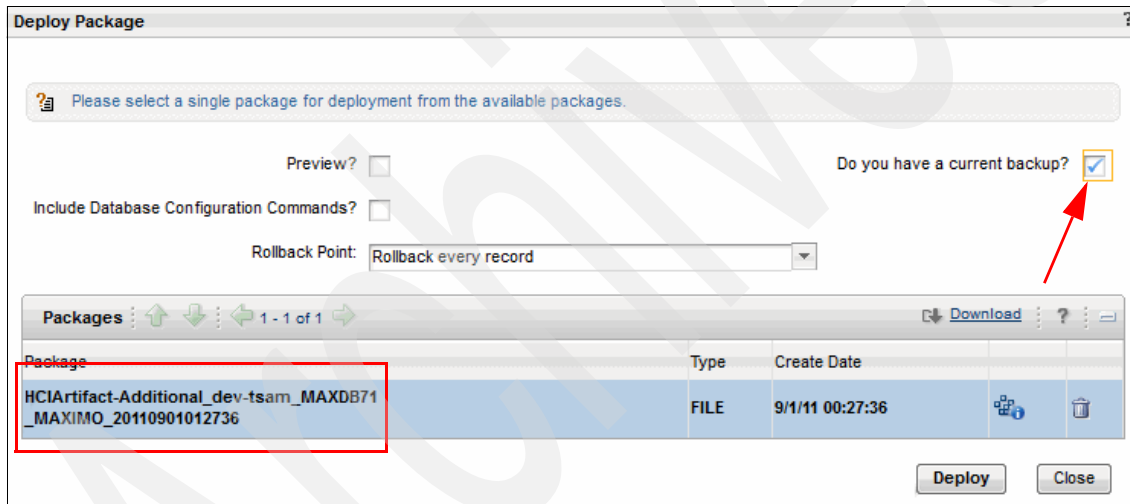 Deploy Package ?
Please select a single package for deployment from the available packages.
Preview? Do you have a current backup?
Include Database Configuration Commands?
Rollback Point: Rollback every record
Packages 1 - 1 of 1 Download ?
Package Type Create Date
HCIArtifact-Additional_dev-tsam_MAXDB71
_MAXIMO_20110901012736 FILE 9/1/11 00:27:36
Deploy Close